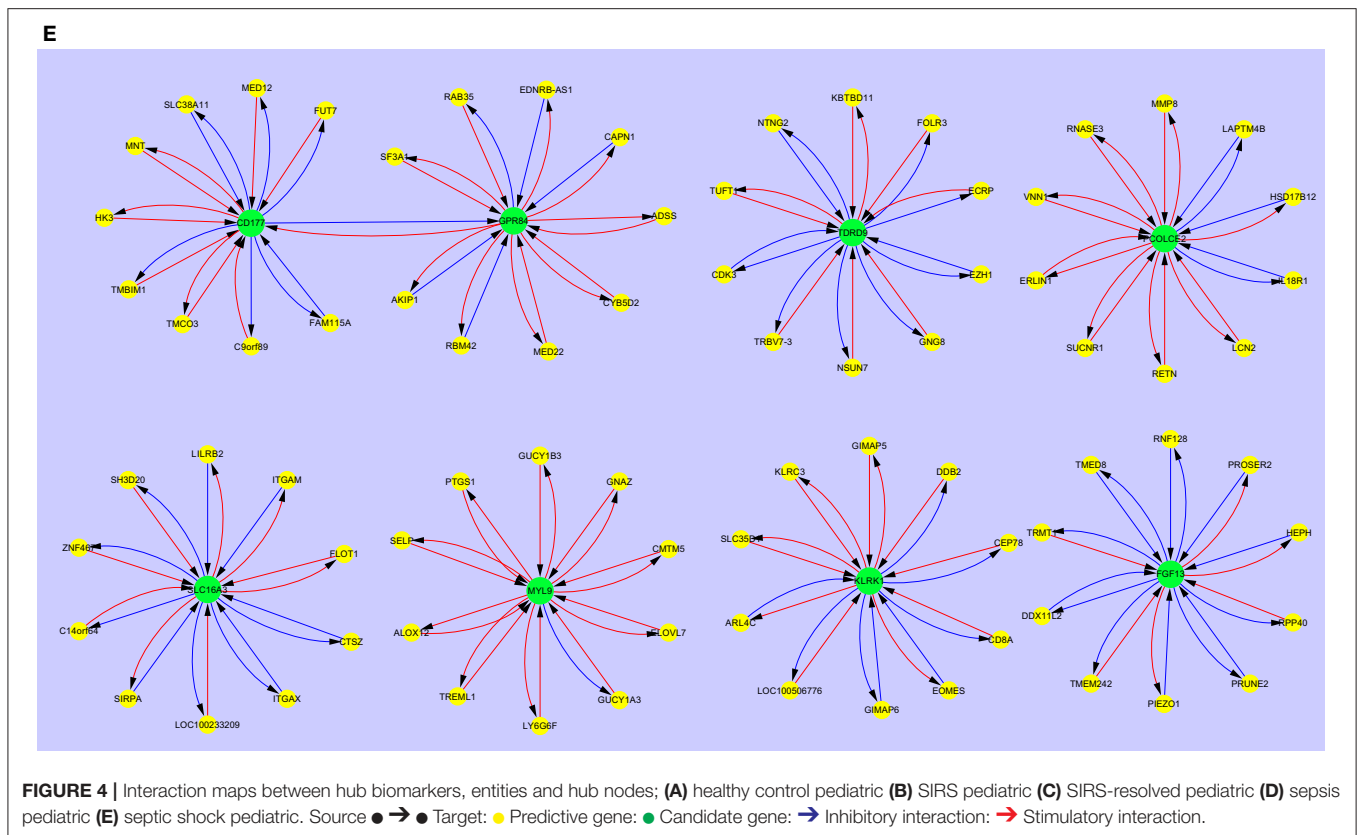 E
MED12
SLC38A11
FUT7
MNT
HK3
CD177
TMBIM1
TMCO3
C9orf89
FAM115A
EDNRB-AS1
RAB35
CAPN1
SF3A1
ADSS
GPR84
AKIP1
CYB5D2
RBM42
MED22
KBTBD11
NTNG2
FOLR3
TUFT1
ECRP
TDRD9
CDK3
EZH1
TRBV7-3
GNG8
NSUN7
MMP8
RNASE3
LAPTM4B
VNN1
HSD17B12
PCOLCE2
ERLIN1
IL18R1
SUCNR1
LCN2
RETN
LILRB2
SH3D20
ITGAM
ZNF467
FLOT1
SLC16A3
C14orf64
CTSZ
SIRPA
ITGAX
LOC100233209
GUCY1B3
PTGS1
GNAZ
SELP
CMTM5
MYL9
ALOX12
ELOVL7
TREML1
GUCY1A3
LY6G6F
GIMAP5
KLRC3
DDB2
CEP78
KLRK1
ARL4C
CD8A
LOC100506776
EOMES
GIMAP6
RNF128
TMED8
PROSER2
HEPH
FGF13
DDX11L2
RPP40
TMEM242
PRUNE2
PIEZO1
FIGURE 4 | Interaction maps between hub biomarkers, entities and hub nodes; (A) healthy control pediatric (B) SIRS pediatric (C) SIRS-resolved pediatric (D) sepsis
pediatric (E) septic shock pediatric. Source ● → ● Target: ● Predictive gene: ● Candidate gene: → Inhibitory interaction: → Stimulatory interaction.